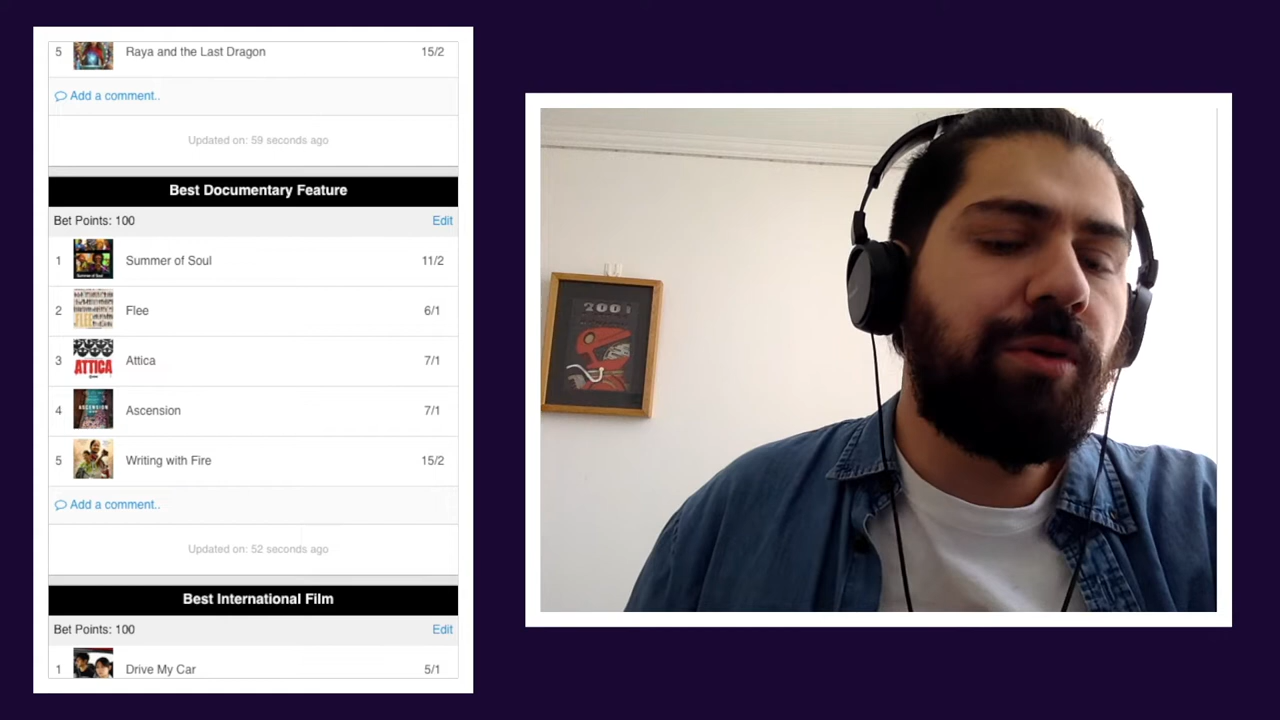 5 Raya and the Last Dragon 15/2
Add a comment..
Updated on: 59 seconds ago
Best Documentary Feature
Bet Points: 100 Edit
1 Summer of Soul 11/2
2 Flee 6/1
3 ATTICA Attica 7/1
4 ASCENSION Ascension 7/1
5 Writing with Fire 15/2
Add a comment..
Updated on: 52 seconds ago
Best International Film
Bet Points: 100 Edit
1 Drive My Car 5/1
2001